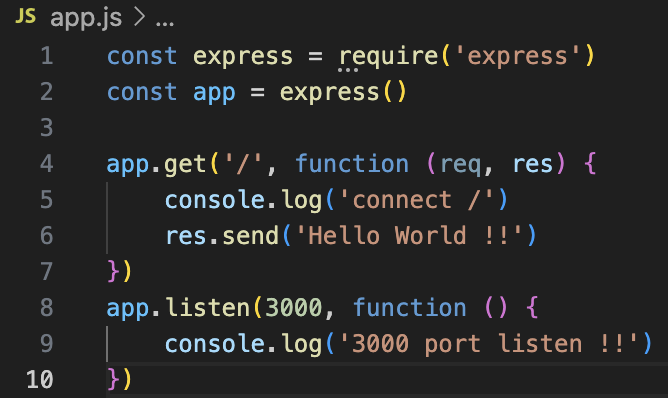 JS app.js > ...
1 const express = require('express')
2 const app = express()
3
4 app.get('/', function (req, res) {
5     console.log('connect /')
6     res.send('Hello World !!')
7 })
8 app.listen(3000, function () {
9     console.log('3000 port listen !!')
10 })